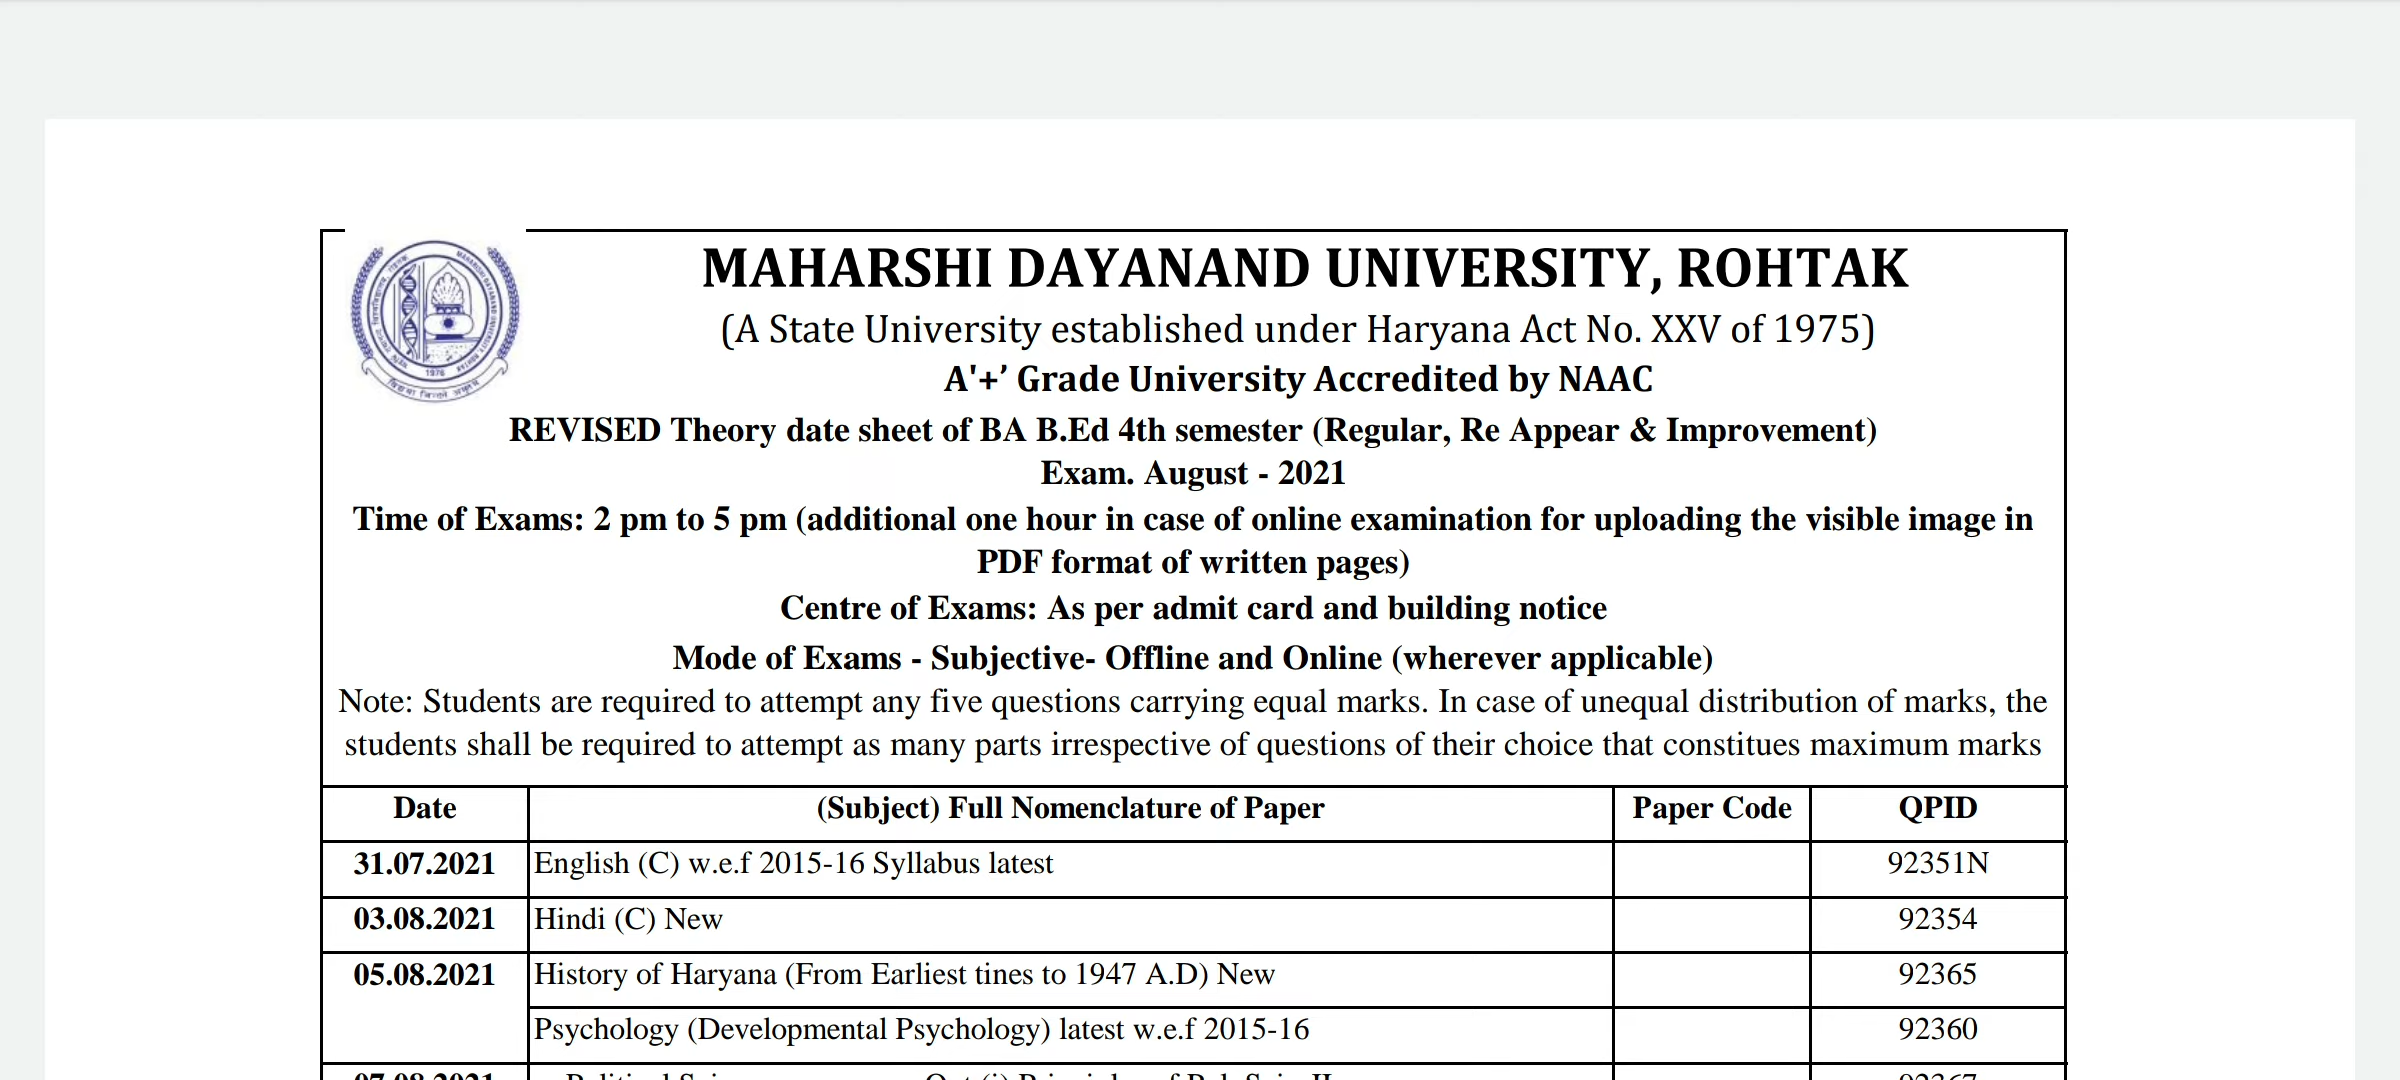 MAHARSHI DAYANAND UNIVERSITY, ROHTAK
(A State University established under Haryana Act No. XXV of 1975)
A'+’ Grade University Accredited by NAAC
REVISED Theory date sheet of BA B.Ed 4th semester (Regular, Re Appear & Improvement)
Exam. August - 2021
Time of Exams: 2 pm to 5 pm (additional one hour in case of online examination for uploading the visible image in
PDF format of written pages)
Centre of Exams: As per admit card and building notice
Mode of Exams - Subjective- Offline and Online (wherever applicable)
Note: Students are required to attempt any five questions carrying equal marks. In case of unequal distribution of marks, the
students shall be required to attempt as many parts irrespective of questions of their choice that constitues maximum marks
Date (Subject) Full Nomenclature of Paper Paper Code QPID
31.07.2021 English (C) w.e.f 2015-16 Syllabus latest 92351N
03.08.2021 Hindi (C) New 92354
05.08.2021 History of Haryana (From Earliest tines to 1947 A.D) New 92365
Psychology (Developmental Psychology) latest w.e.f 2015-16 92360